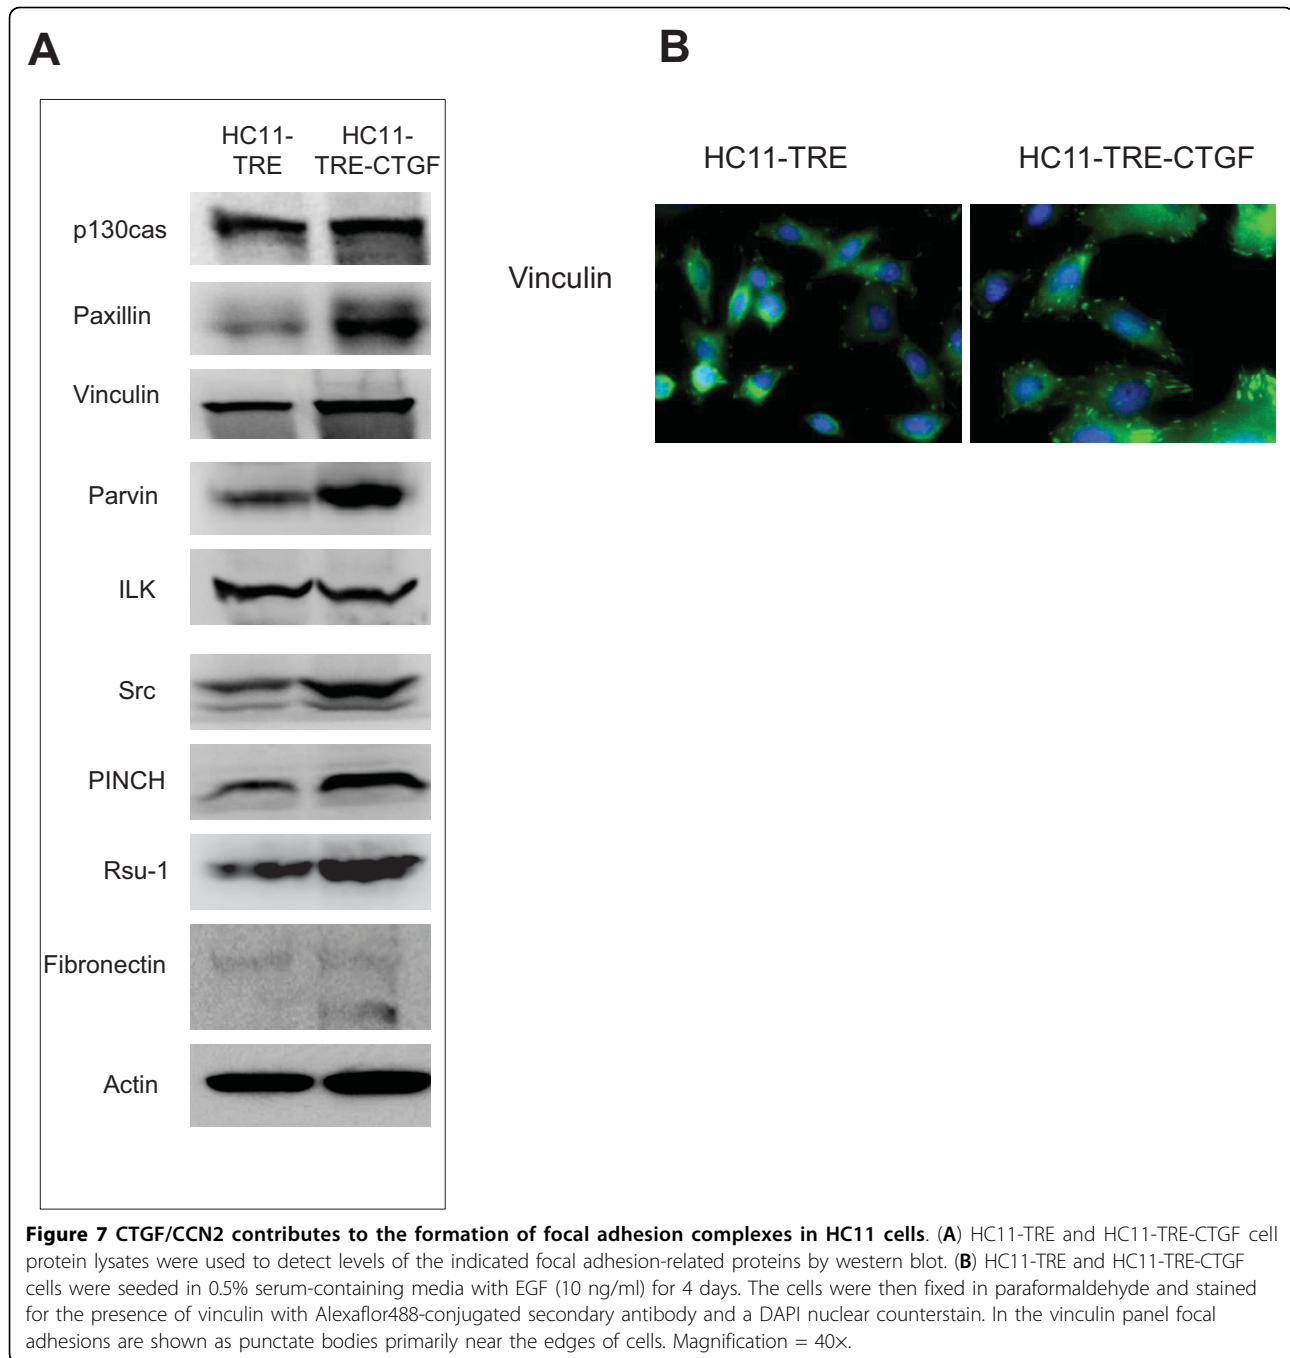 A
B
HC11-
TRE
HC11-
TRE-CTGF
p130cas
Paxillin
Vinculin
Parvin
ILK
Src
PINCH
Rsu-1
Fibronectin
Actin
HC11-TRE
HC11-TRE-CTGF
Vinculin
Figure 7 CTGF/CCN2 contributes to the formation of focal adhesion complexes in HC11 cells. (A) HC11-TRE and HC11-TRE-CTGF cell
protein lysates were used to detect levels of the indicated focal adhesion-related proteins by western blot. (B) HC11-TRE and HC11-TRE-CTGF
cells were seeded in 0.5% serum-containing media with EGF (10 ng/ml) for 4 days. The cells were then fixed in paraformaldehyde and stained
for the presence of vinculin with Alexaflor488-conjugated secondary antibody and a DAPI nuclear counterstain. In the vinculin panel focal
adhesions are shown as punctate bodies primarily near the edges of cells. Magnification = 40×.